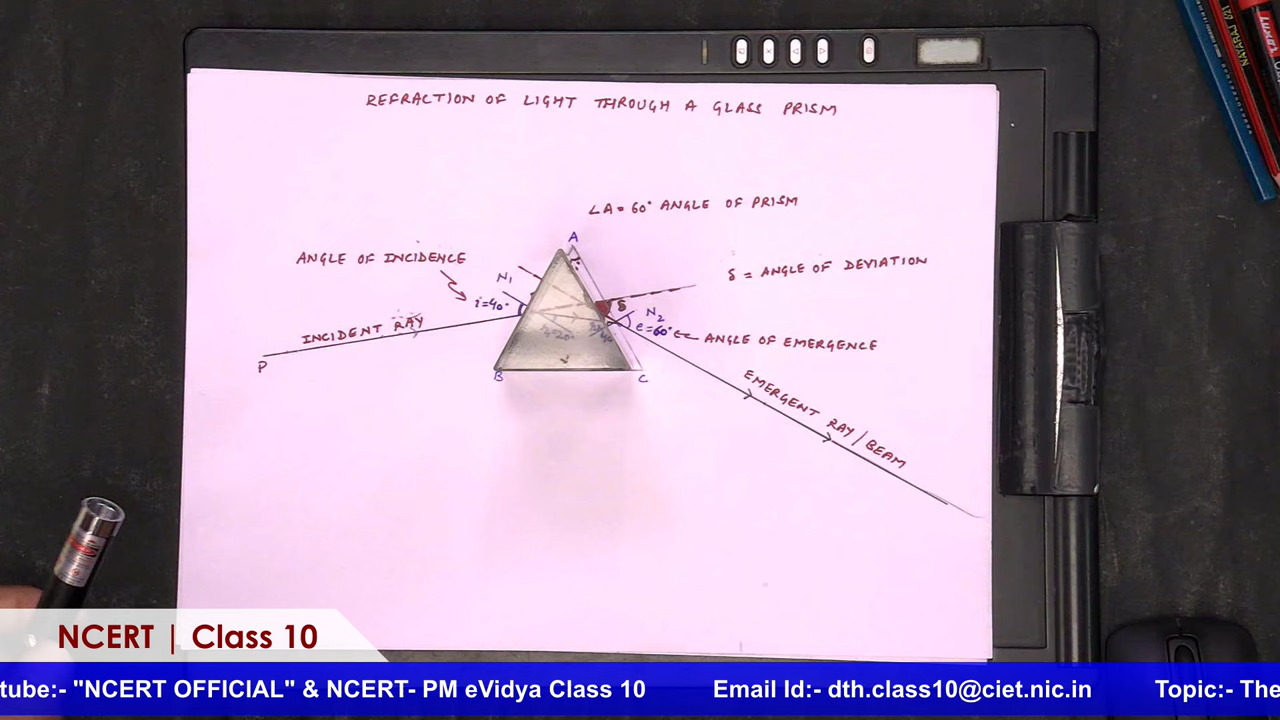 REFRACTION OF LIGHT THROUGH A GLASS PRISM
∠A = 60° ANGLE OF PRISM
A
ANGLE OF INCIDENCE
δ = ANGLE OF DEVIATION
N1
i=40°
δ
N2
e=60°
ANGLE OF EMERGENCE
INCIDENT RAY
P
B
C
EMERGENT RAY/BEAM
NATARAJ 621
NCERT | Class 10
tube:- "NCERT OFFICIAL" & NCERT- PM eVidya Class 10 Email Id:- dth.class10@ciet.nic.in Topic:- The